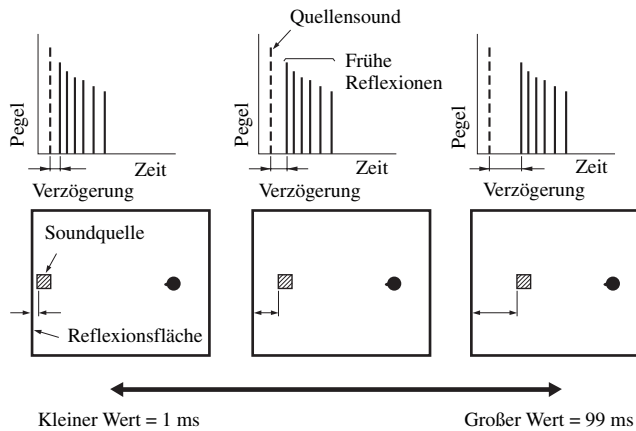 Quellensound
Frühe
Reflexionen
Pegel
Zeit
Verzögerung
Pegel
Zeit
Verzögerung
Pegel
Zeit
Verzögerung
Soundquelle
Reflexionsfläche
Kleiner Wert = 1 ms
Großer Wert = 99 ms